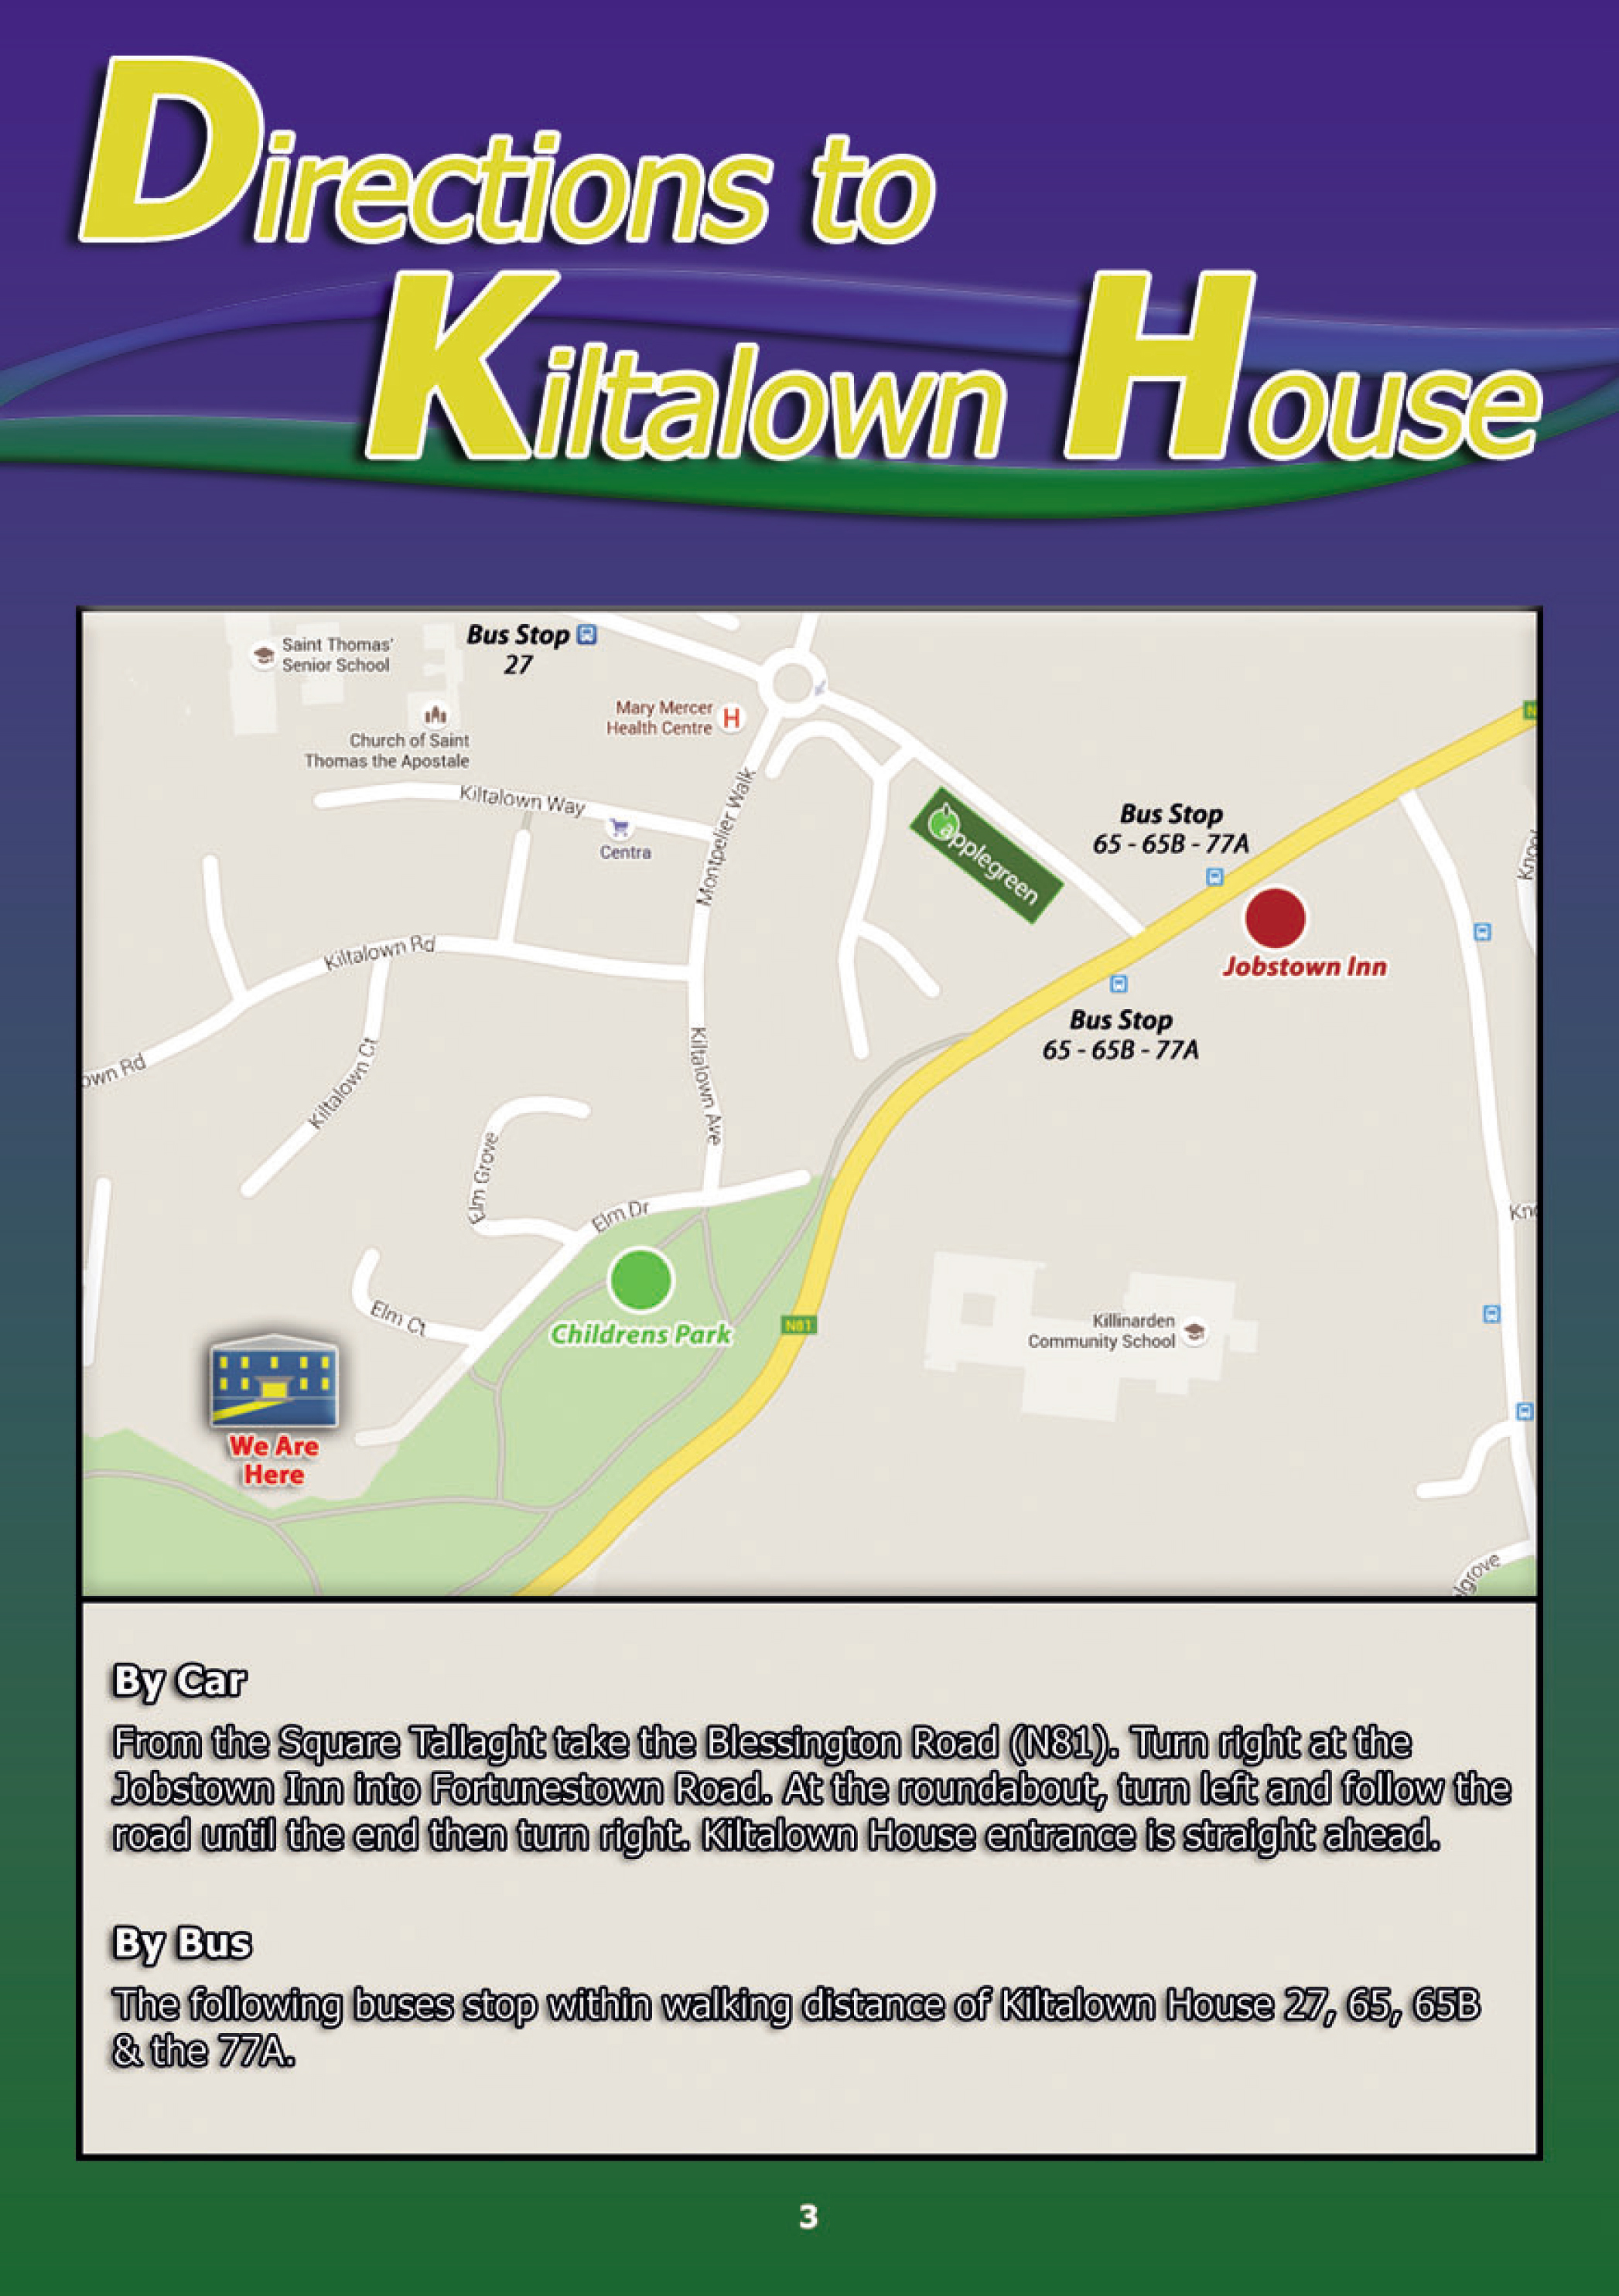 Directions to
Kiltalown House
Saint Thomas'
Senior School
Bus Stop
27
Mary Mercer
Health Centre
H
Church of Saint
Thomas the Apostale
Kiltalown Way
Centra
Montpelier Walk
applegreen
Bus Stop
65 - 65B - 77A
Jobstown Inn
Bus Stop
65 - 65B - 77A
Kiltalown Rd
own Rd
Kiltalown Ct
Kiltalown Ave
Elm Grove
Elm Dr
Elm Ct
Childrens Park
N81
Killinarden
Community School
We Are
Here
lgrove
By Car
From the Square Tallaght take the Blessington Road (N81). Turn right at the
Jobstown Inn into Fortunestown Road. At the roundabout, turn left and follow the
road until the end then turn right. Kiltalown House entrance is straight ahead.
By Bus
The following buses stop within walking distance of Kiltalown House 27, 65, 65B
& the 77A.
3